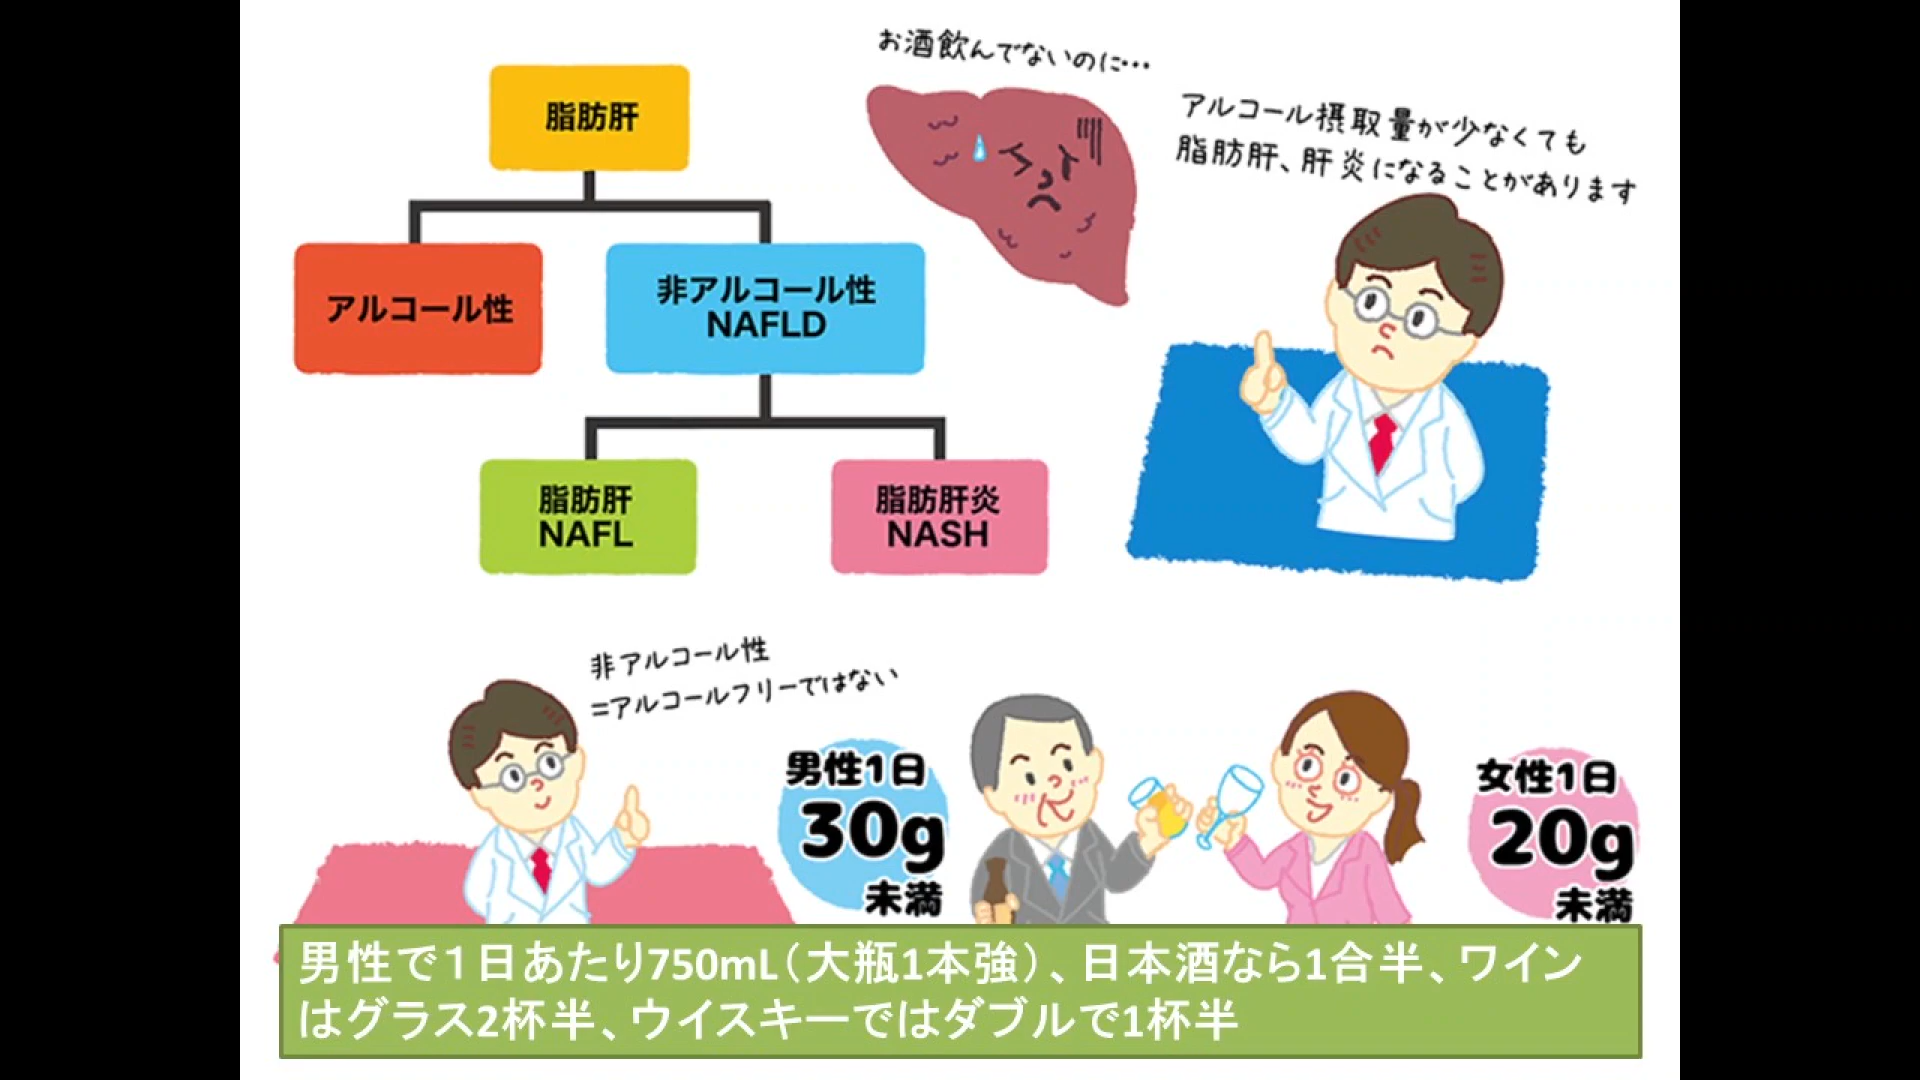 脂肪肝
アルコール性
非アルコール性
NAFLD
脂肪肝
NAFL
脂肪肝炎
NASH
お酒飲んでないのに…
アルコール摂取量が少なくても
脂肪肝、肝炎になることがあります
非アルコール性
=アルコールフリーではない
男性1日
30g
未満
女性1日
20g
未満
男性で１日あたり750mL（大瓶1本強）、日本酒なら1合半、ワイン
はグラス2杯半、ウイスキーではダブルで1杯半